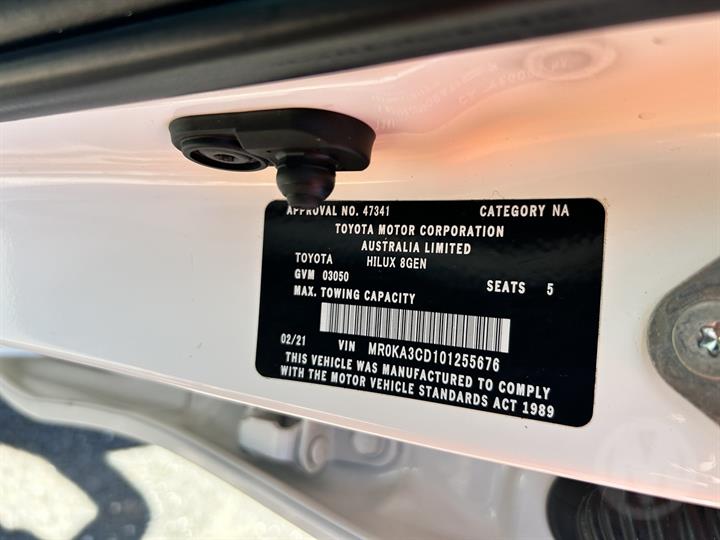 APPROVAL NO. 47341 CATEGORY NA
TOYOTA MOTOR CORPORATION
AUSTRALIA LIMITED
TOYOTA HILUX 8GEN
GVM 03050 SEATS 5
MAX. TOWING CAPACITY
02/21 VIN MR0KA3CD101255676
THIS VEHICLE WAS MANUFACTURED TO COMPLY
WITH THE MOTOR VEHICLE STANDARDS ACT 1989